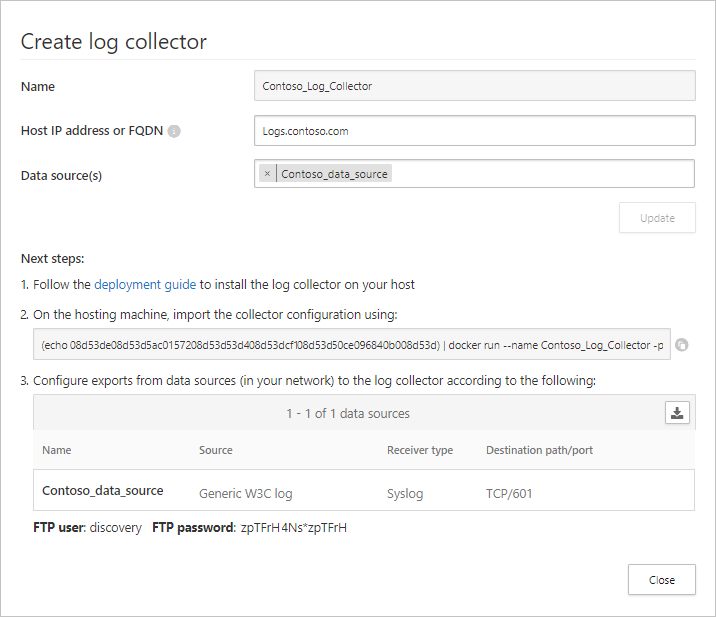 Create log collector
Name
Contoso_Log_Collector
Host IP address or FQDN i
Logs.contoso.com
Data source(s)
× Contoso_data_source
Update
Next steps:
1. Follow the deployment guide to install the log collector on your host
2. On the hosting machine, import the collector configuration using:
(echo 08d53de08d53d5ac0157208d53d53d408d53dcf108d53d50ce096840b008d53d) | docker run --name Contoso_Log_Collector -p
3. Configure exports from data sources (in your network) to the log collector according to the following:
1 - 1 of 1 data sources
Name Source Receiver type Destination path/port
Contoso_data_source Generic W3C log Syslog TCP/601
FTP user: discovery FTP password: zpTFrH4Ns*zpTFrH
Close